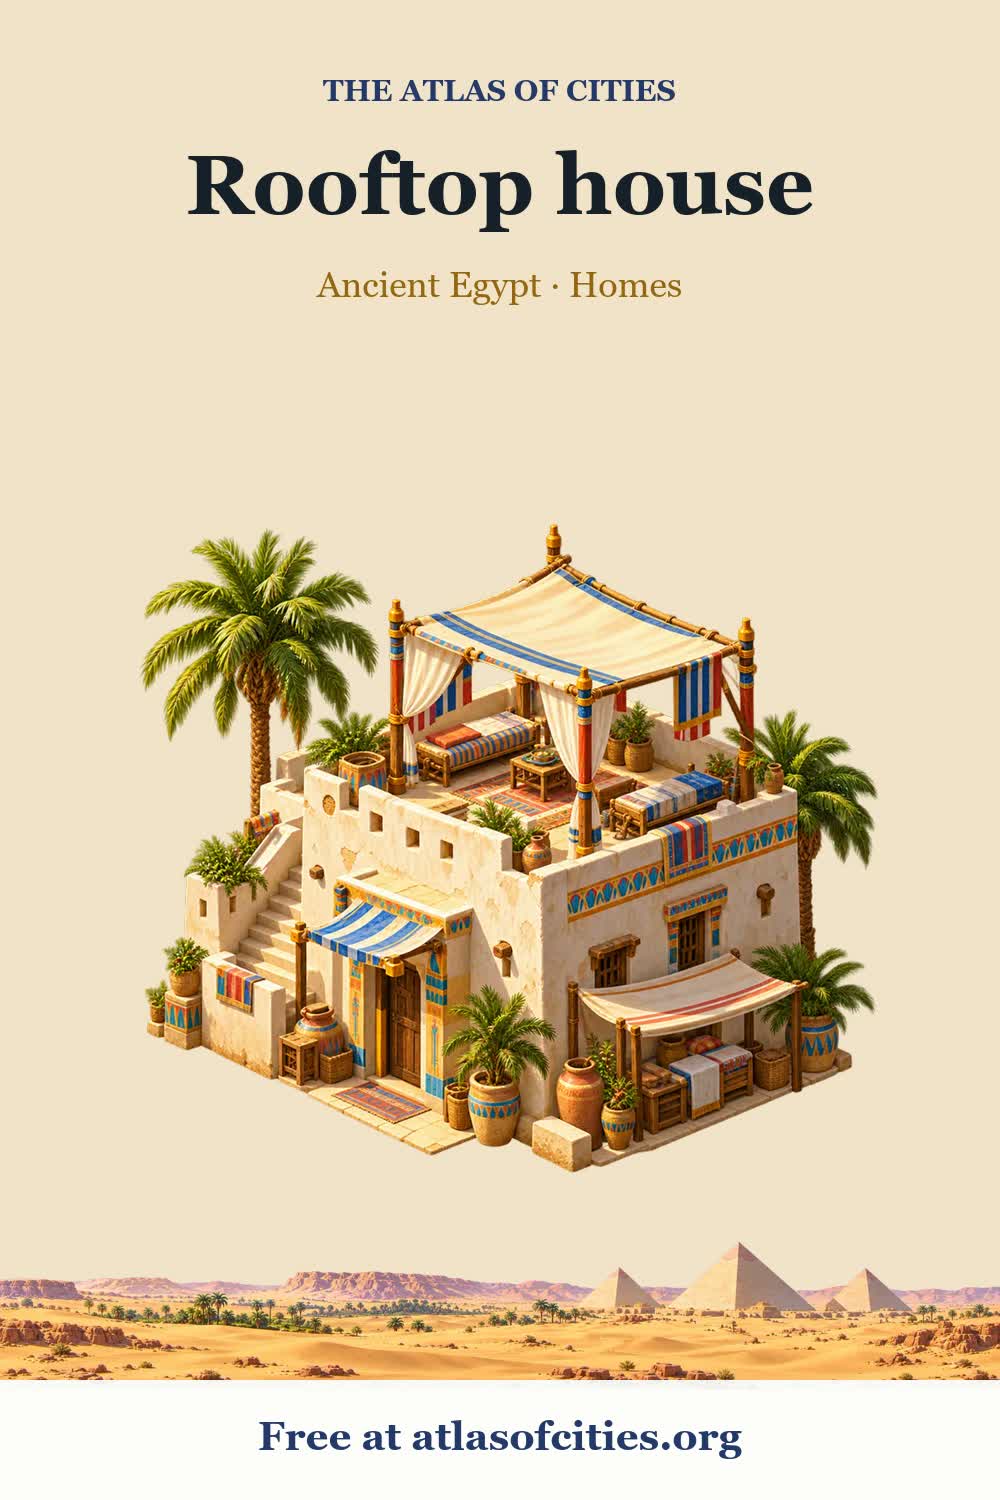 THE ATLAS OF CITIES
Rooftop house
Ancient Egypt · Homes
Free at atlasofcities.org